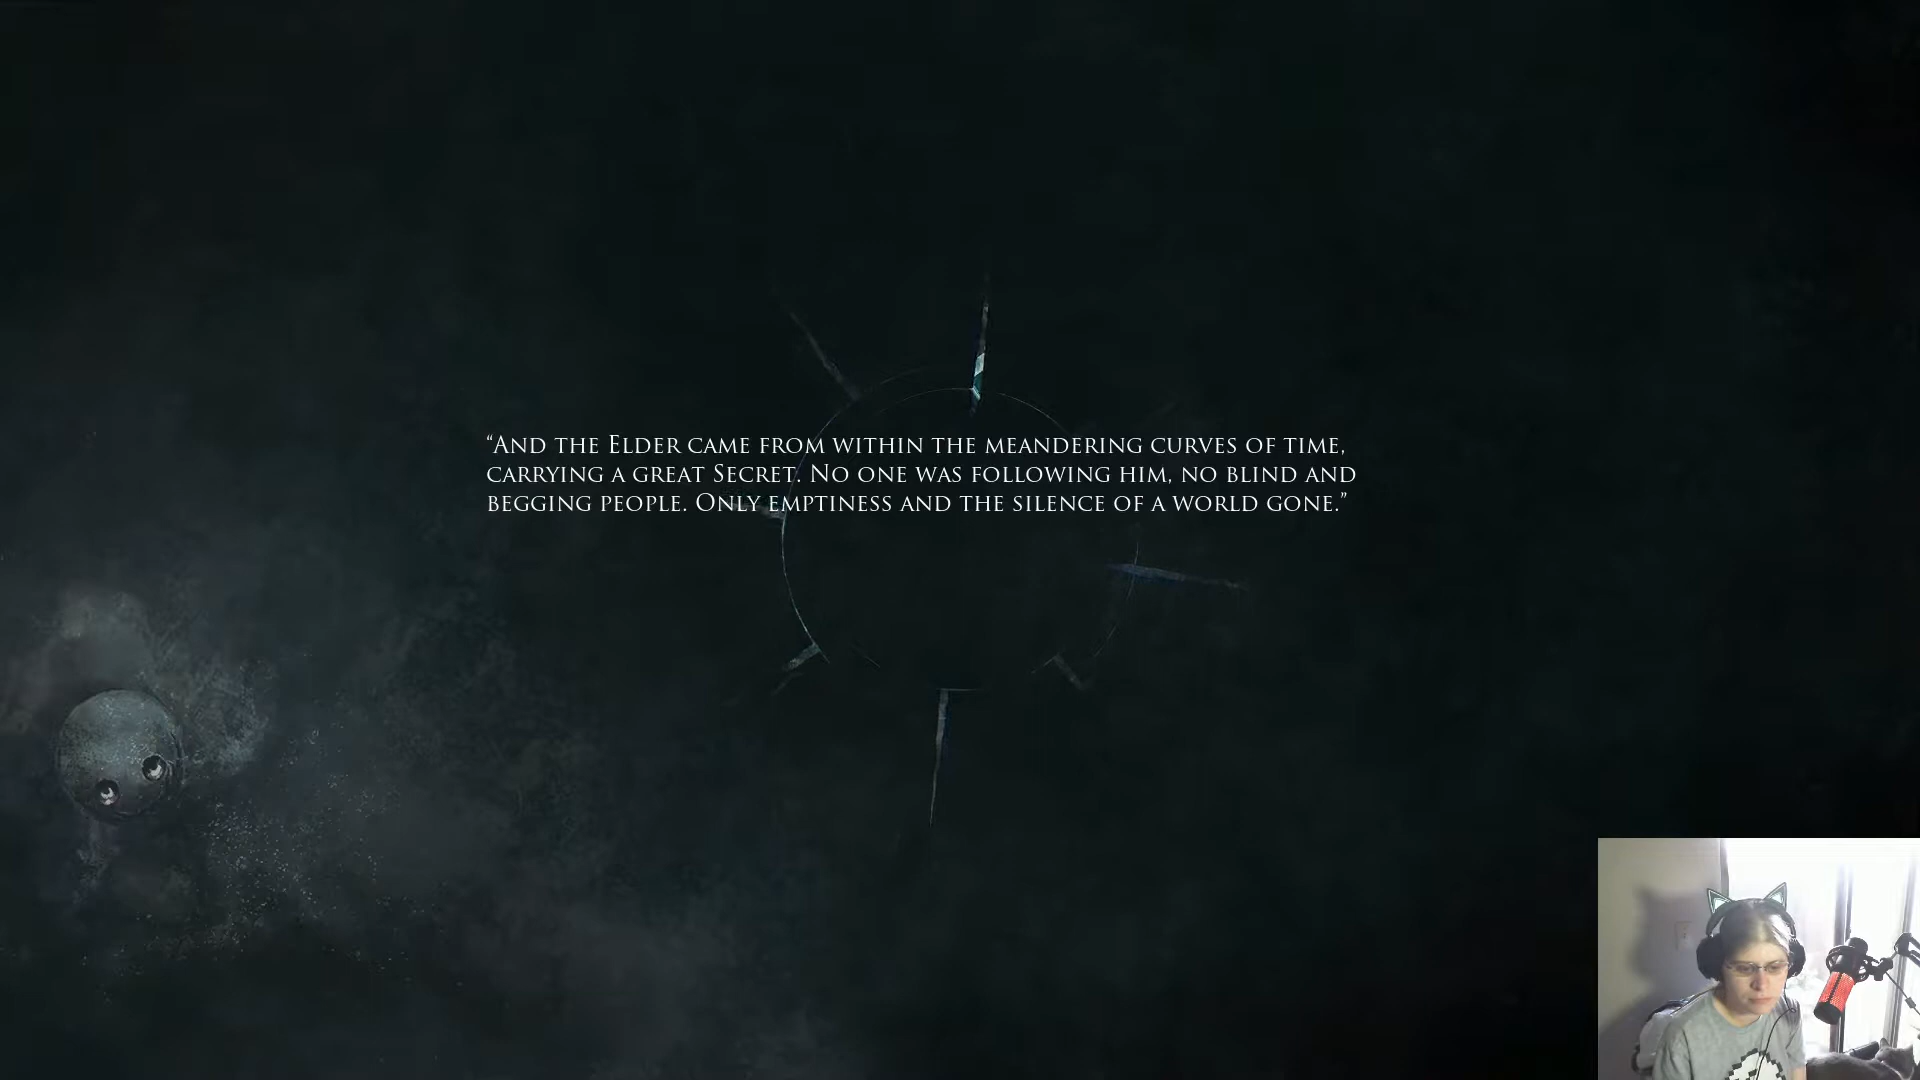 “And the Elder came from within the meandering curves of time,
carrying a great Secret. No one was following him, no blind and
begging people. Only emptiness and the silence of a world gone.”